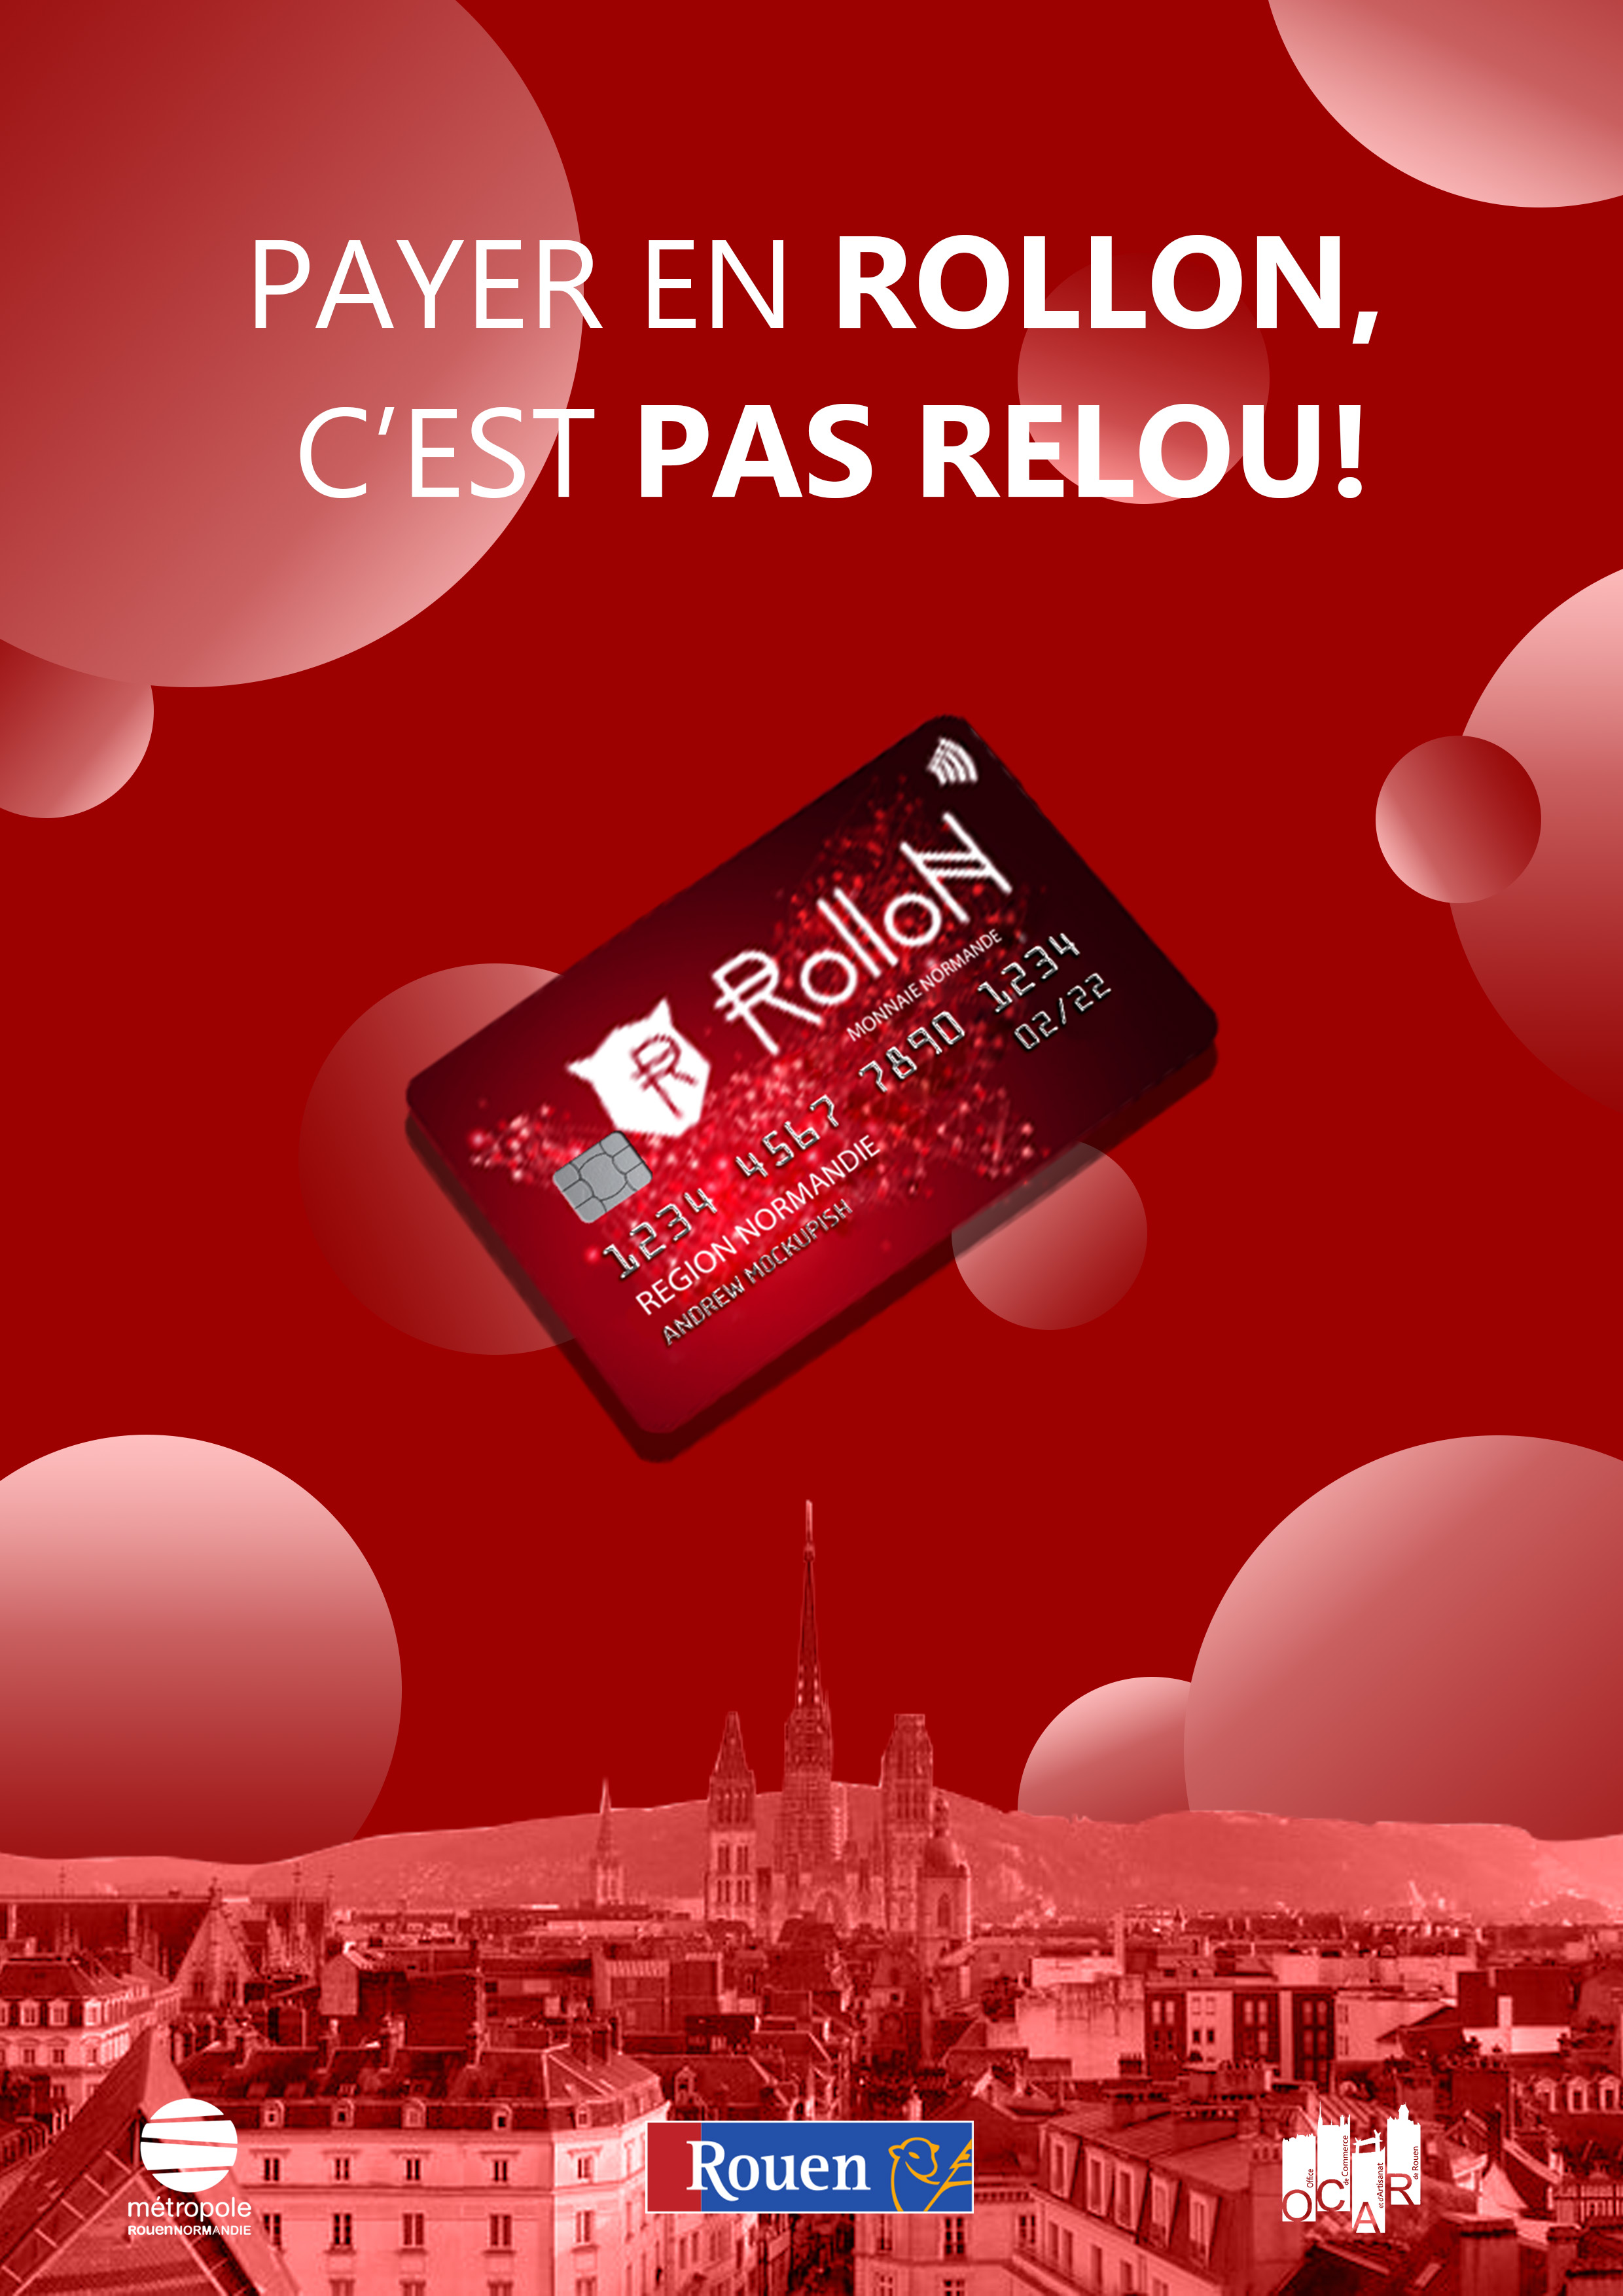 PAYER EN ROLLON,
C’EST PAS RELOU!
R
RolloN
MONNAIE NORMANDE
1234 4567 7890 1234
02/22
REGION NORMANDIE
ANDREW MOCKUPISH
métropole
ROUENNORMANDIE
Rouen
OCAR
Office
de Commerce
et d'Artisanat
de Rouen